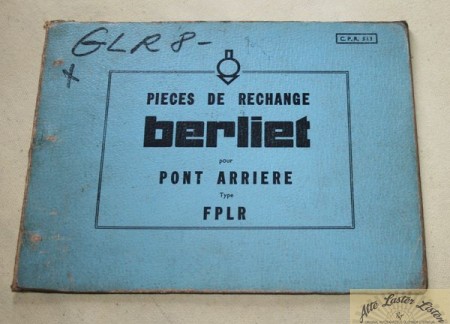 GLR 8-
C.P.R. 511
PIECES DE RECHANGE
berliet
pour
PONT ARRIERE
Type
FPLR
Alte Laster Listen